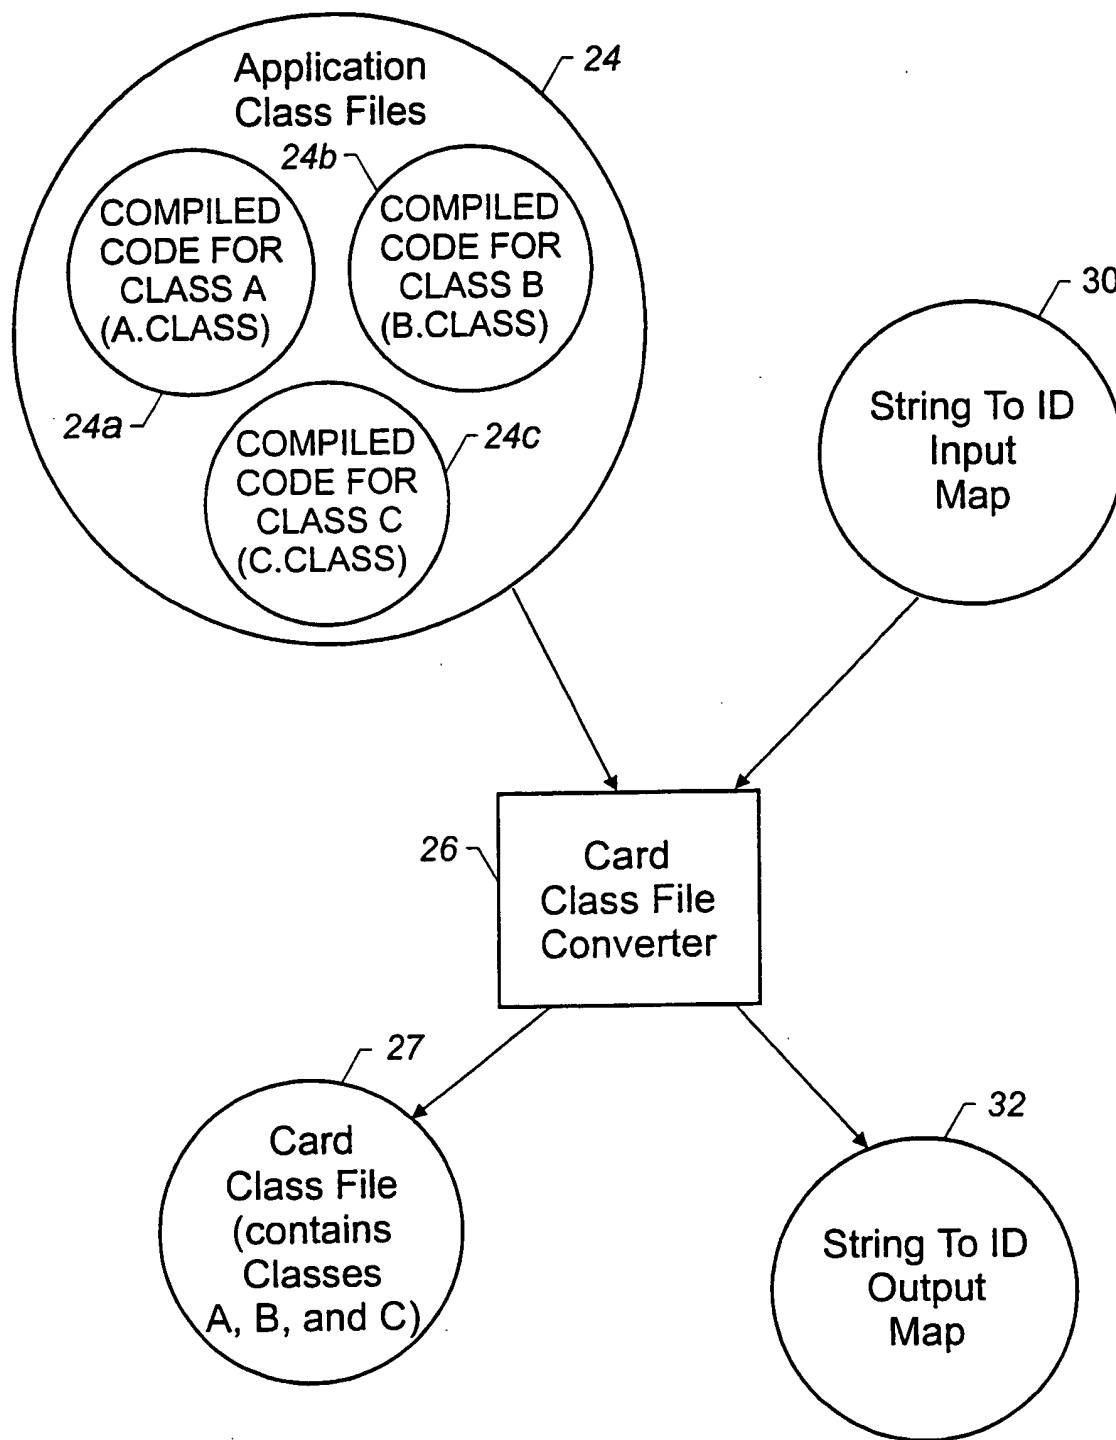 Application
Class Files
24
24b
COMPILED
CODE FOR
CLASS A
(A.CLASS)
COMPILED
CODE FOR
CLASS B
(B.CLASS)
24a
COMPILED
CODE FOR
CLASS C
(C.CLASS)
24c
30
String To ID
Input
Map
26
Card
Class File
Converter
27
Card
Class File
(contains
Classes
A, B, and C)
32
String To ID
Output
Map